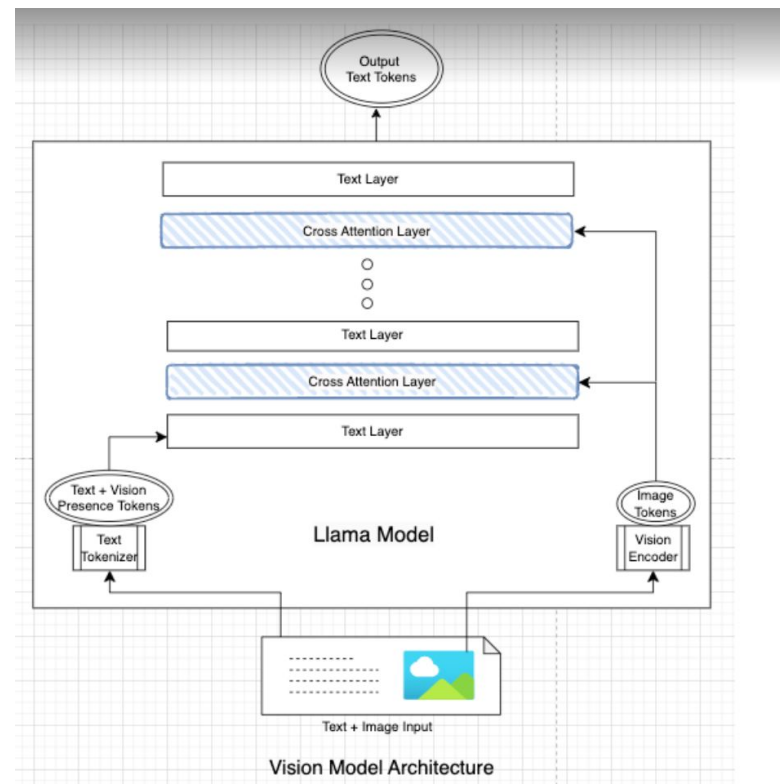 Output
Text Tokens
Text Layer
Cross Attention Layer
Text Layer
Cross Attention Layer
Text Layer
Text + Vision
Presence Tokens
Text
Tokenizer
Llama Model
Image
Tokens
Vision
Encoder
Text + Image Input
Vision Model Architecture